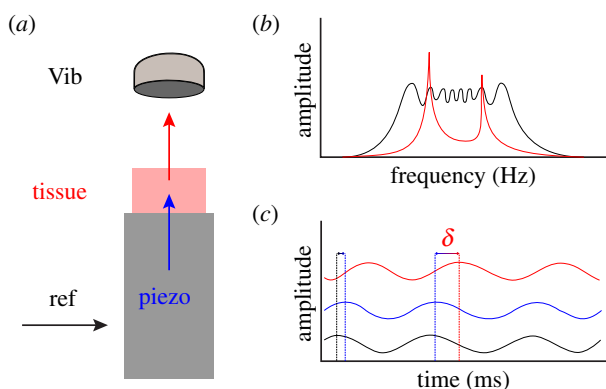 (a)
Vib
tissue
ref
piezo
(b)
amplitude
frequency (Hz)
(c)
δ
amplitude
time (ms)